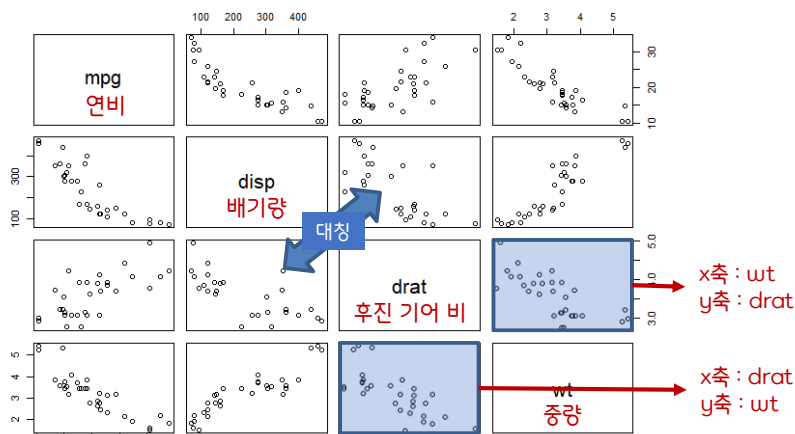 100 200 300 400
2 3 4 5
mpg
연비
10 20 30
100 300
disp
배기량
대칭
drat
후진 기어 비
3.0 4.0 5.0
x축 : wt
y축 : drat
2 3 4 5
wt
중량
x축 : drat
y축 : wt